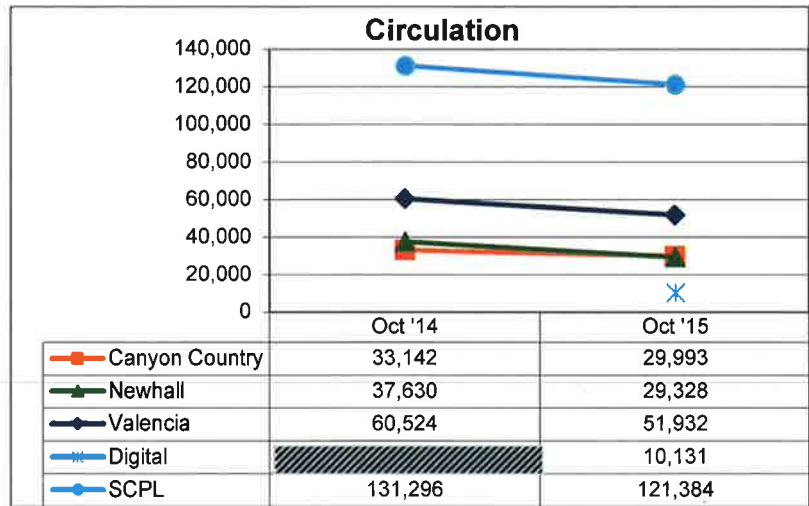 Circulation
140,000
120,000
100,000
80,000
60,000
40,000
20,000
0
Oct '14 Oct '15
Canyon Country 33,142 29,993
Newhall 37,630 29,328
Valencia 60,524 51,932
Digital 10,131
SCPL 131,296 121,384